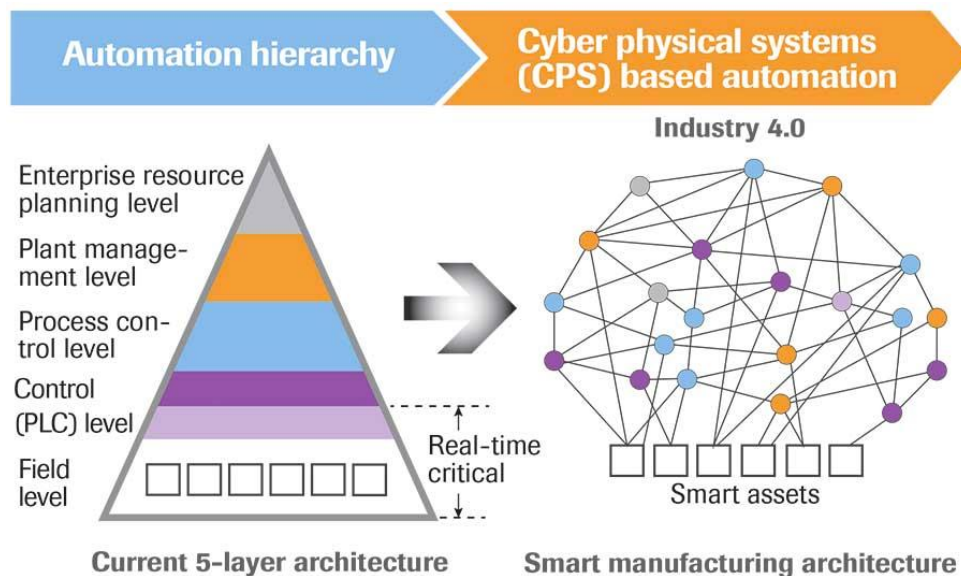 Automation hierarchy
Cyber physical systems
(CPS) based automation
Industry 4.0
Enterprise resource
planning level
Plant manage-
ment level
Process con-
trol level
Control
(PLC) level
Field
level
Real-time
critical
Smart assets
Current 5-layer architecture
Smart manufacturing architecture